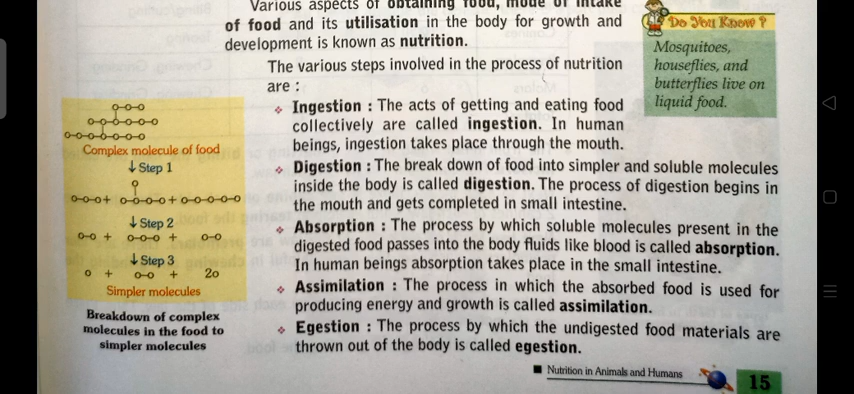 Various aspects of obtaining food, mode of intake
of food and its utilisation in the body for growth and
development is known as nutrition.
The various steps involved in the process of nutrition
are :
Ingestion : The acts of getting and eating food
collectively are called ingestion. In human
beings, ingestion takes place through the mouth.
Digestion : The break down of food into simpler and soluble molecules
inside the body is called digestion. The process of digestion begins in
the mouth and gets completed in small intestine.
Absorption : The process by which soluble molecules present in the
digested food passes into the body fluids like blood is called absorption.
In human beings absorption takes place in the small intestine.
Assimilation : The process in which the absorbed food is used for
producing energy and growth is called assimilation.
Egestion : The process by which the undigested food materials are
thrown out of the body is called egestion.
Do You Know ?
Mosquitoes,
houseflies, and
butterflies live on
liquid food.
Complex molecule of food
Step 1
Step 2
Step 3
o + o-o + 2o
Simpler molecules
Breakdown of complex
molecules in the food to
simpler molecules
Nutrition in Animals and Humans
15